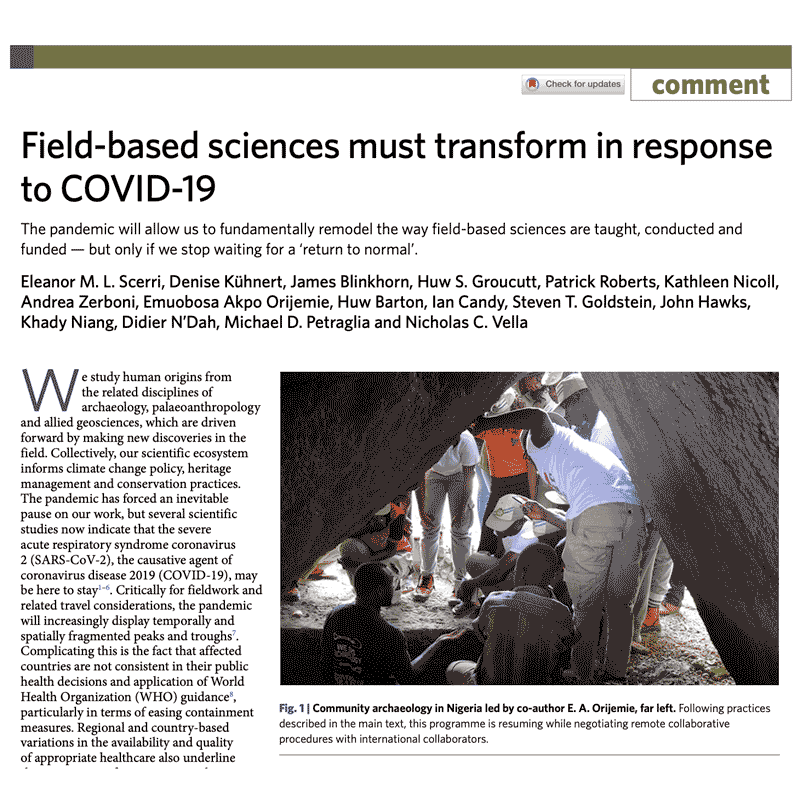 Check for updates
comment
Field-based sciences must transform in response
to COVID-19
The pandemic will allow us to fundamentally remodel the way field-based sciences are taught, conducted and
funded — but only if we stop waiting for a ‘return to normal’.
Eleanor M. L. Scerri, Denise Kühnert, James Blinkhorn, Huw S. Groucutt, Patrick Roberts, Kathleen Nicoll,
Andrea Zerboni, Emuobosa Akpo Orijemie, Huw Barton, Ian Candy, Steven T. Goldstein, John Hawks,
Khady Niang, Didier N’Dah, Michael D. Petraglia and Nicholas C. Vella
We study human origins from
the related disciplines of
archaeology, palaeoanthropology
and allied geosciences, which are driven
forward by making new discoveries in the
field. Collectively, our scientific ecosystem
informs climate change policy, heritage
management and conservation practices.
The pandemic has forced an inevitable
pause on our work, but several scientific
studies now indicate that the severe
acute respiratory syndrome coronavirus
2 (SARS-CoV-2), the causative agent of
coronavirus disease 2019 (COVID-19), may
be here to stay1–6. Critically for fieldwork and
related travel considerations, the pandemic
will increasingly display temporally and
spatially fragmented peaks and troughs7.
Complicating this is the fact that affected
countries are not consistent in their public
health decisions and application of World
Health Organization (WHO) guidance8,
particularly in terms of easing containment
measures. Regional and country-based
variations in the availability and quality
of appropriate healthcare also underline
Fig. 1 | Community archaeology in Nigeria led by co-author E. A. Orijemie, far left. Following practices
described in the main text, this programme is resuming while negotiating remote collaborative
procedures with international collaborators.